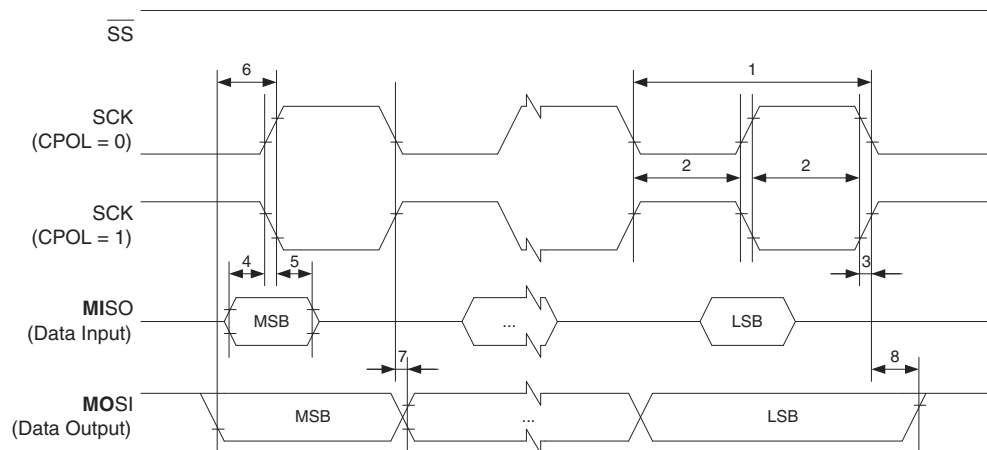 SS
6
1
SCK
(CPOL = 0)
2
2
SCK
(CPOL = 1)
4
5
3
MISO
(Data Input)
MSB
...
LSB
7
8
MOSI
(Data Output)
MSB
...
LSB